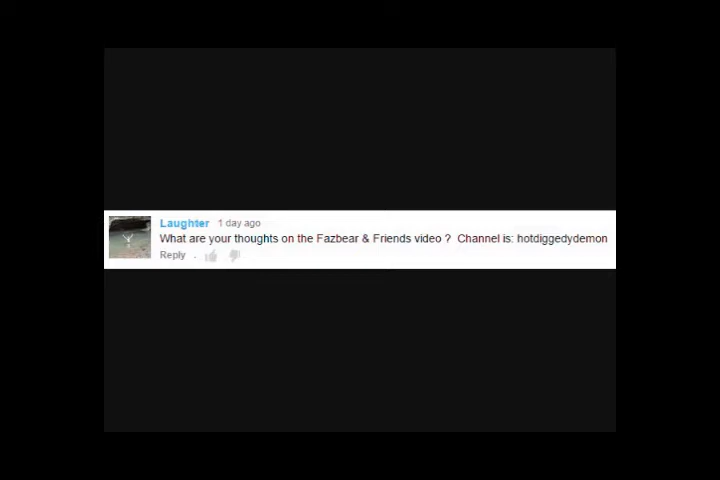 Laughter 1 day ago
What are your thoughts on the Fazbear & Friends video ? Channel is: hotdiggedydemon
Reply .